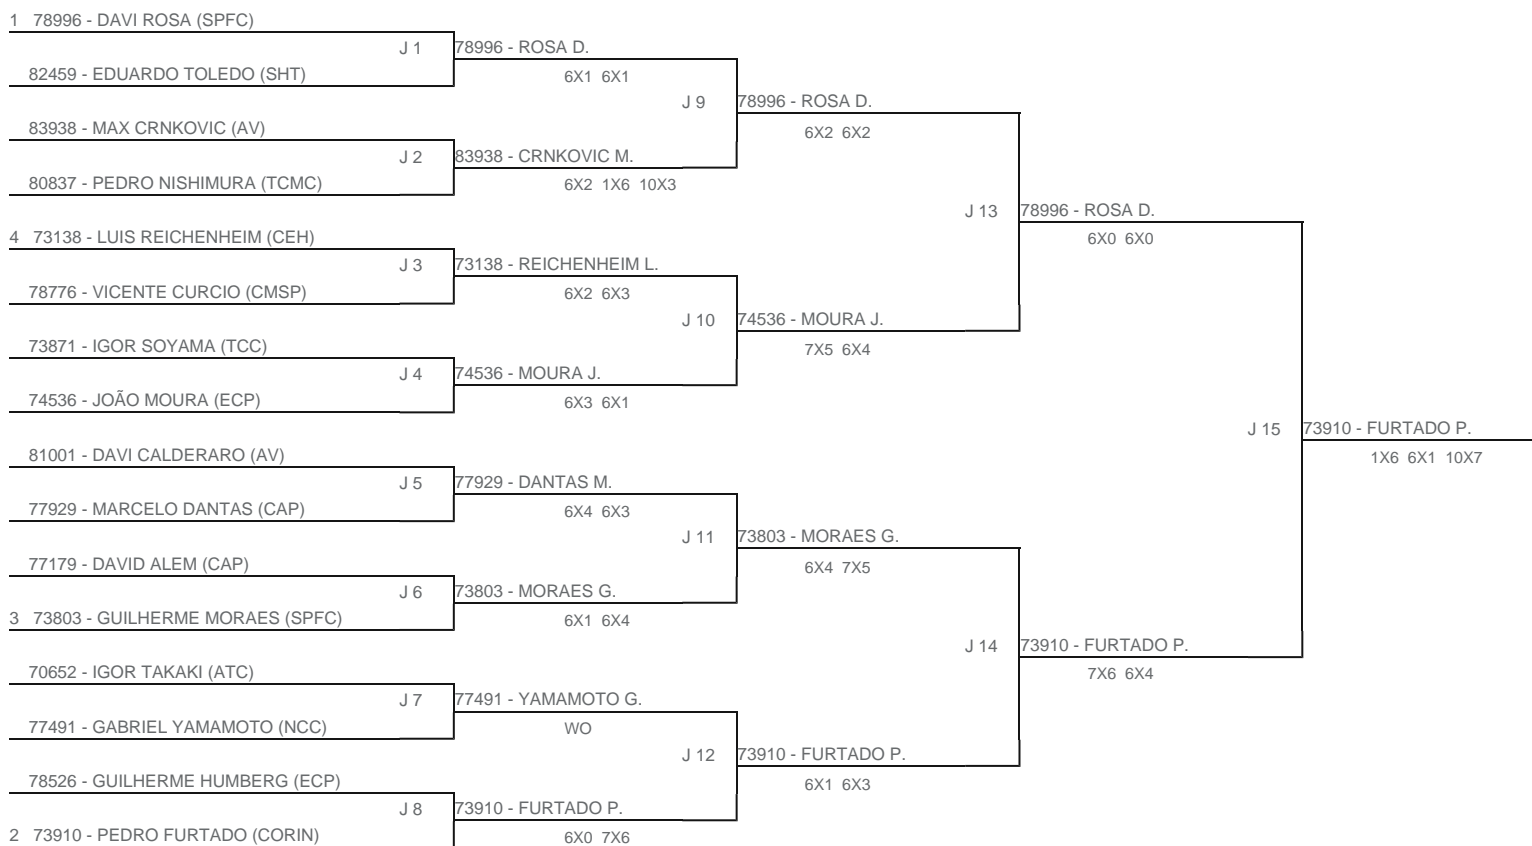 1 78996 - DAVI ROSA (SPFC)
J 1 78996 - ROSA D.
82459 - EDUARDO TOLEDO (SHT) 6X1 6X1
J 9 78996 - ROSA D.
83938 - MAX CRNKOVIC (AV) 6X2 6X2
J 2 83938 - CRNKOVIC M.
80837 - PEDRO NISHIMURA (TCMC) 6X2 1X6 10X3
J 13 78996 - ROSA D.
4 73138 - LUIS REICHENHEIM (CEH) 6X0 6X0
J 3 73138 - REICHENHEIM L.
78776 - VICENTE CURCIO (CMSP) 6X2 6X3
J 10 74536 - MOURA J.
73871 - IGOR SOYAMA (TCC) 7X5 6X4
J 4 74536 - MOURA J.
74536 - JOÃO MOURA (ECP) 6X3 6X1
J 15 73910 - FURTADO P.
81001 - DAVI CALDERARO (AV) 1X6 6X1 10X7
J 5 77929 - DANTAS M.
77929 - MARCELO DANTAS (CAP) 6X4 6X3
J 11 73803 - MORAES G.
77179 - DAVID ALEM (CAP) 6X4 7X5
J 6 73803 - MORAES G.
3 73803 - GUILHERME MORAES (SPFC) 6X1 6X4
J 14 73910 - FURTADO P.
70652 - IGOR TAKAKI (ATC) 7X6 6X4
J 7 77491 - YAMAMOTO G.
77491 - GABRIEL YAMAMOTO (NCC) WO
J 12 73910 - FURTADO P.
78526 - GUILHERME HUMBERG (ECP) 6X1 6X3
J 8 73910 - FURTADO P.
2 73910 - PEDRO FURTADO (CORIN) 6X0 7X6